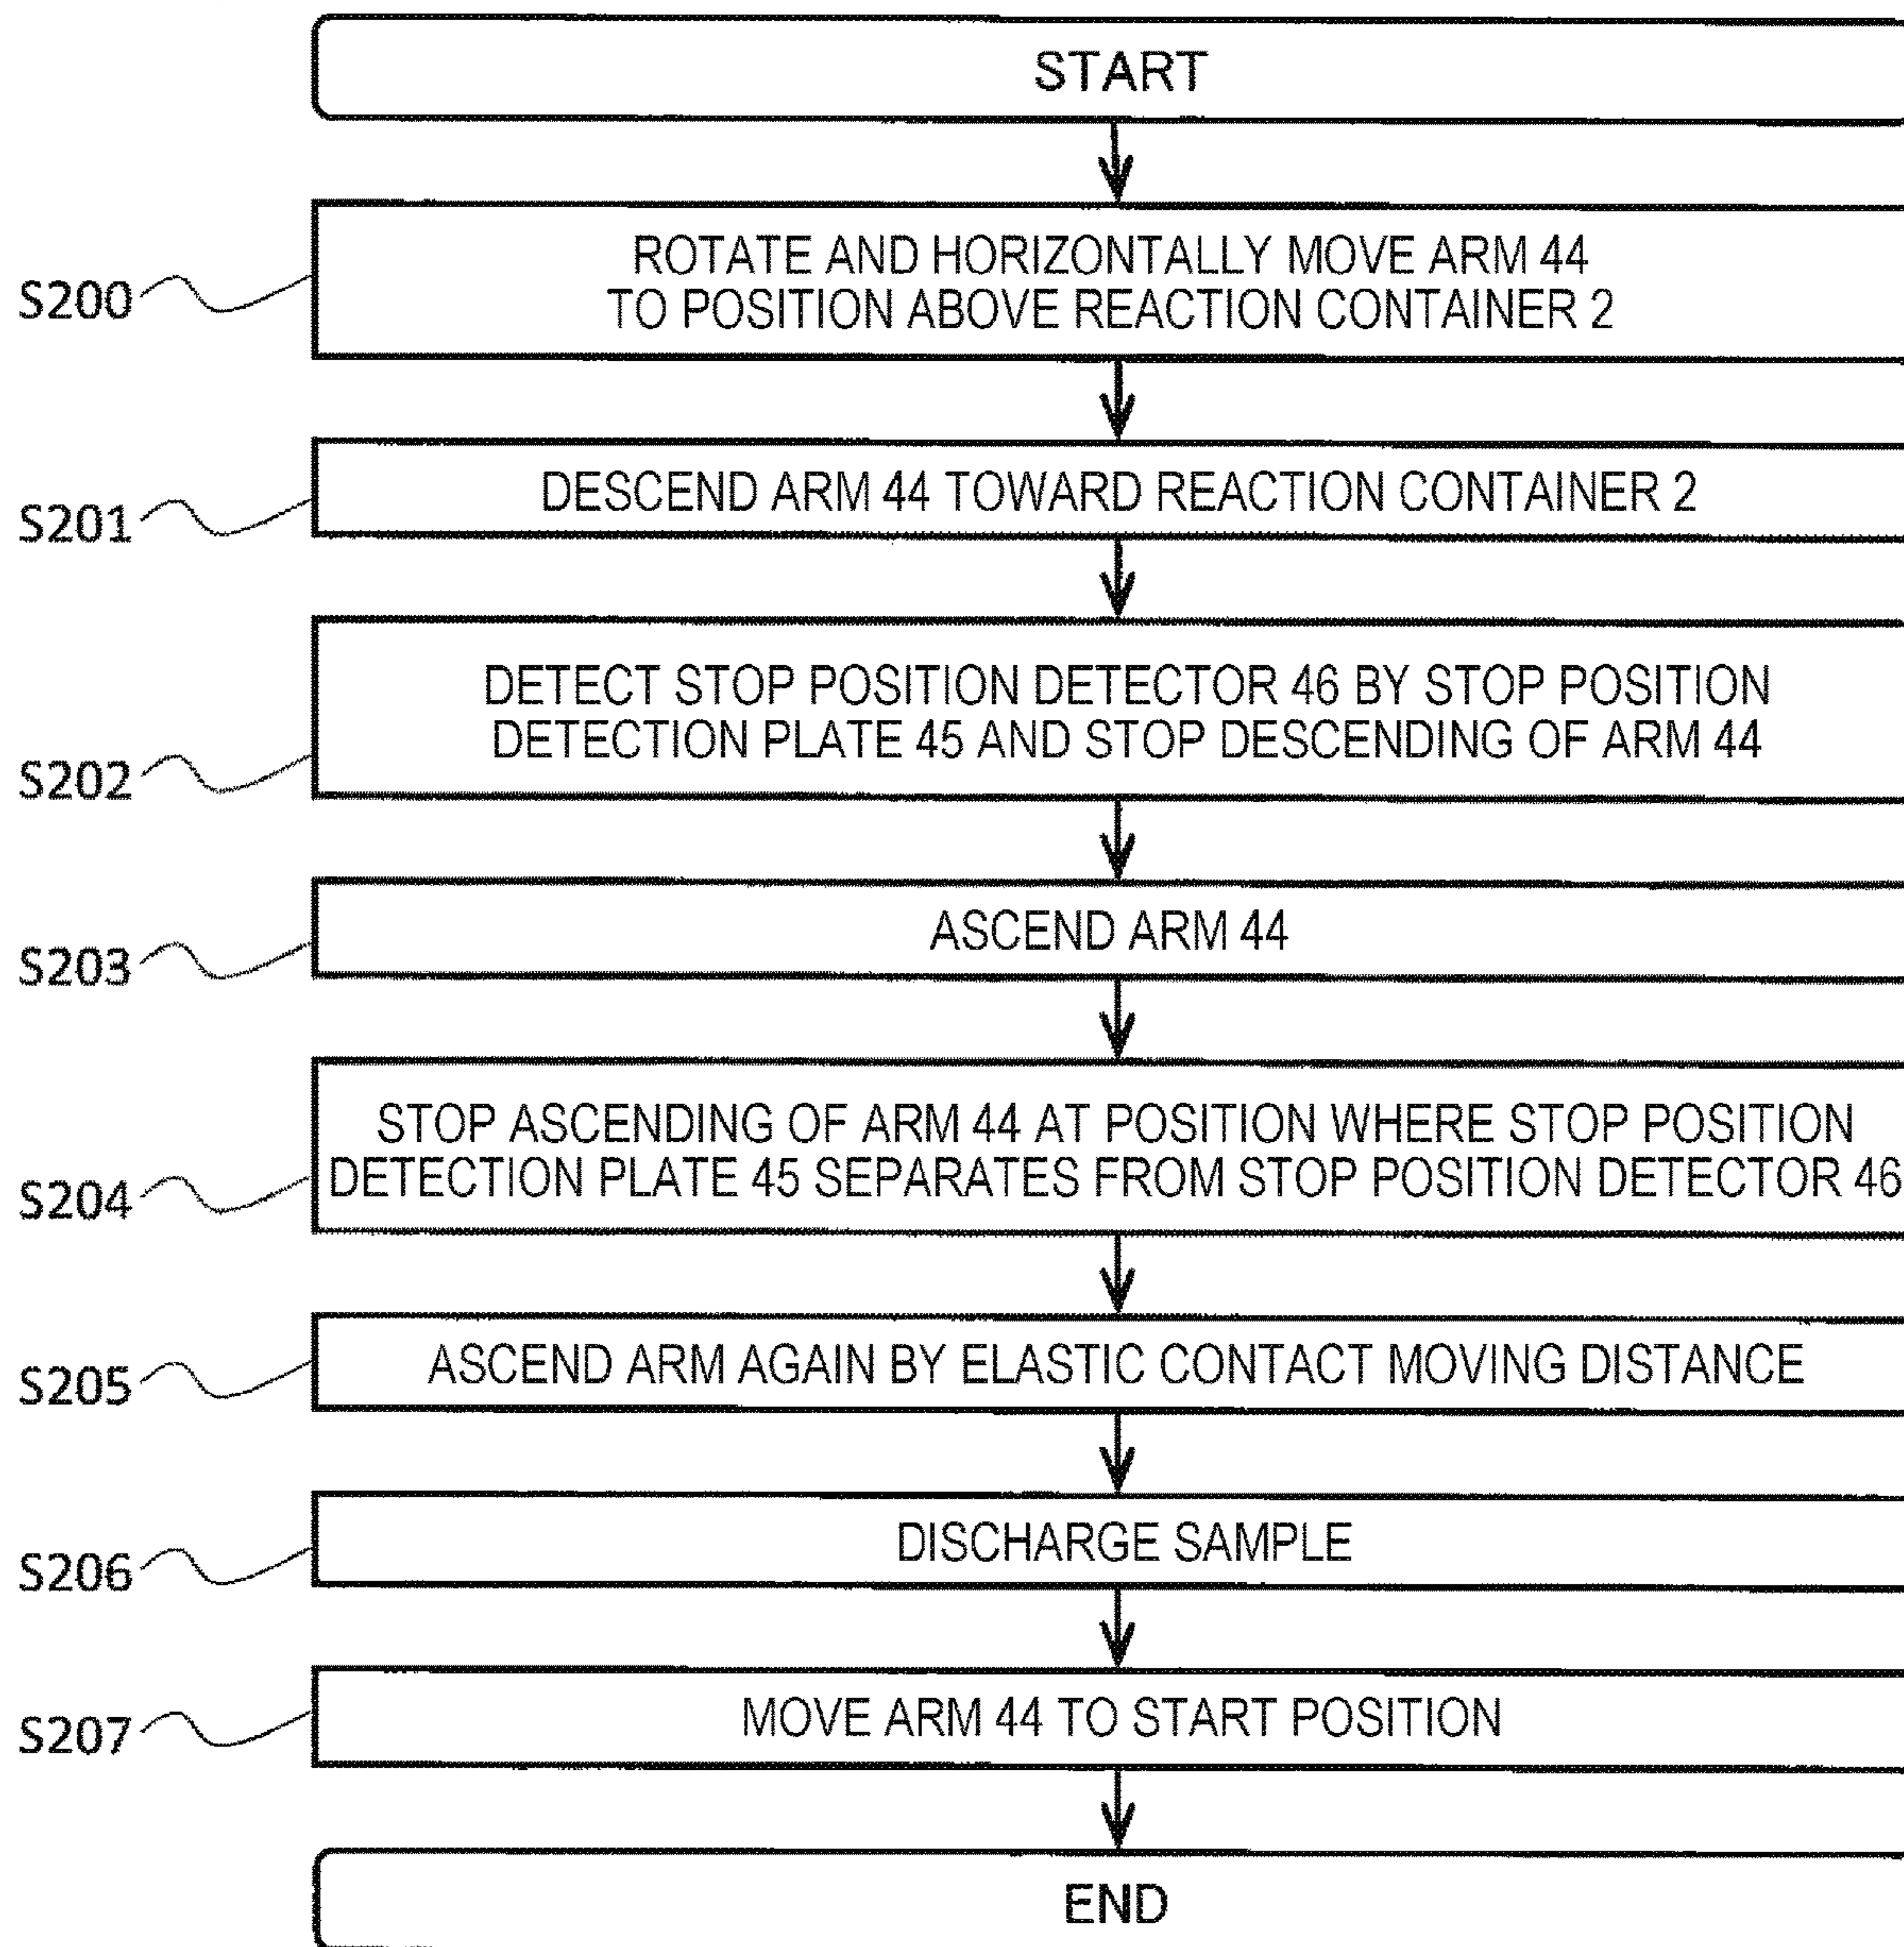 START
S200
ROTATE AND HORIZONTALLY MOVE ARM 44
TO POSITION ABOVE REACTION CONTAINER 2
S201
DESCEND ARM 44 TOWARD REACTION CONTAINER 2
S202
DETECT STOP POSITION DETECTOR 46 BY STOP POSITION
DETECTION PLATE 45 AND STOP DESCENDING OF ARM 44
S203
ASCEND ARM 44
S204
STOP ASCENDING OF ARM 44 AT POSITION WHERE STOP POSITION
DETECTION PLATE 45 SEPARATES FROM STOP POSITION DETECTOR 46
S205
ASCEND ARM AGAIN BY ELASTIC CONTACT MOVING DISTANCE
S206
DISCHARGE SAMPLE
S207
MOVE ARM 44 TO START POSITION
END